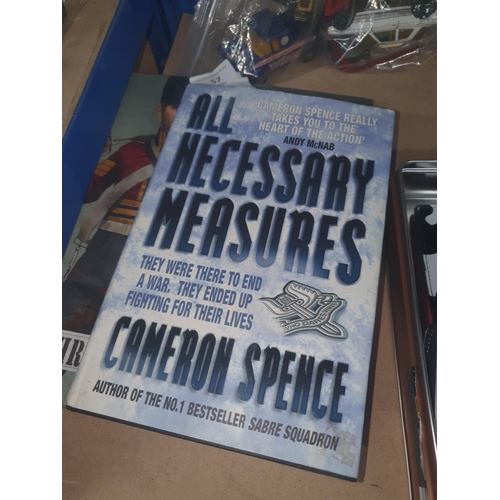 57
'CAMERON SPENCE REALLY
TAKES YOU TO THE
HEART OF THE ACTION'
ANDY McNAB
ALL
NECESSARY
MEASURES
THEY WERE THERE TO END
A WAR. THEY ENDED UP
FIGHTING FOR THEIR LIVES
CAMERON SPENCE
AUTHOR OF THE NO.1 BESTSELLER SABRE SQUADRON